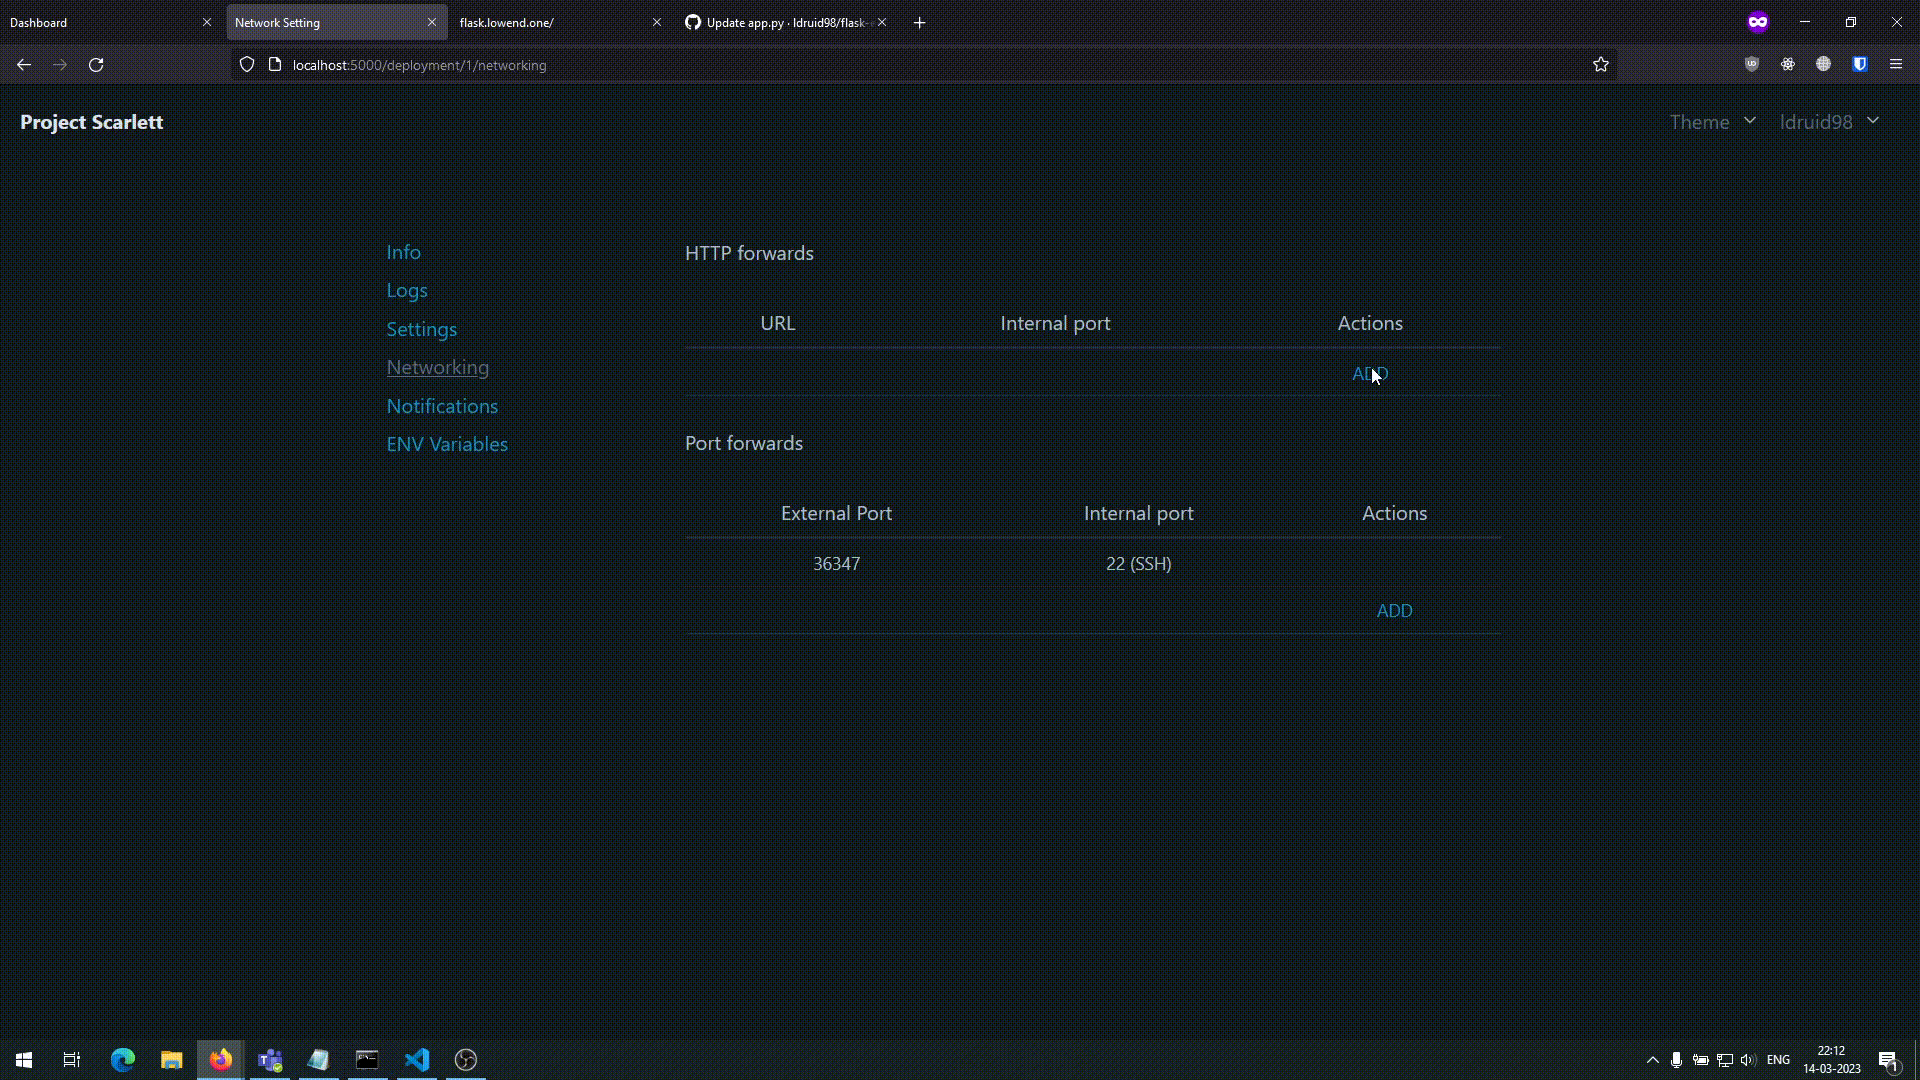 Dashboard
Network Setting
flask.lowend.one/
Update app.py · ldruid98/flask-
localhost:5000/deployment/1/networking
Project Scarlett
Theme
ldruid98
Info
Logs
Settings
Networking
Notifications
ENV Variables
HTTP forwards
URL Internal port Actions
ADD
Port forwards
External Port Internal port Actions
36347 22 (SSH)
ADD
ENG
22:12
14-03-2023
1